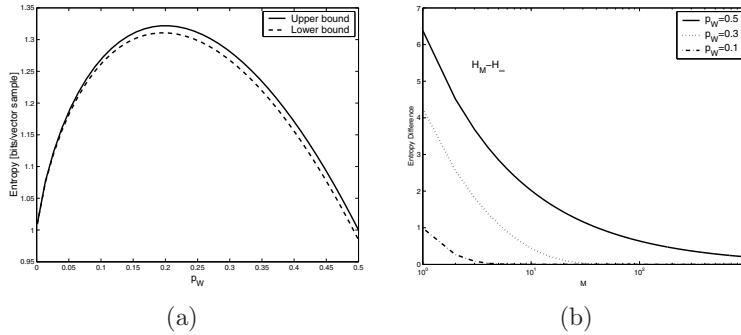 Upper bound
Lower bound
Entropy [bits/vector sample]
1.35
1.3
1.25
1.2
1.15
1.1
1.05
1
0.95
0
0.05
0.1
0.15
0.2
0.25
0.3
0.35
0.4
0.45
0.5
p_W
(a)
p_W=0.5
p_W=0.3
p_W=0.1
H_M−H_∞
Entropy Difference
7
6
5
4
3
2
1
0
10^0
10^1
10^2
M
(b)